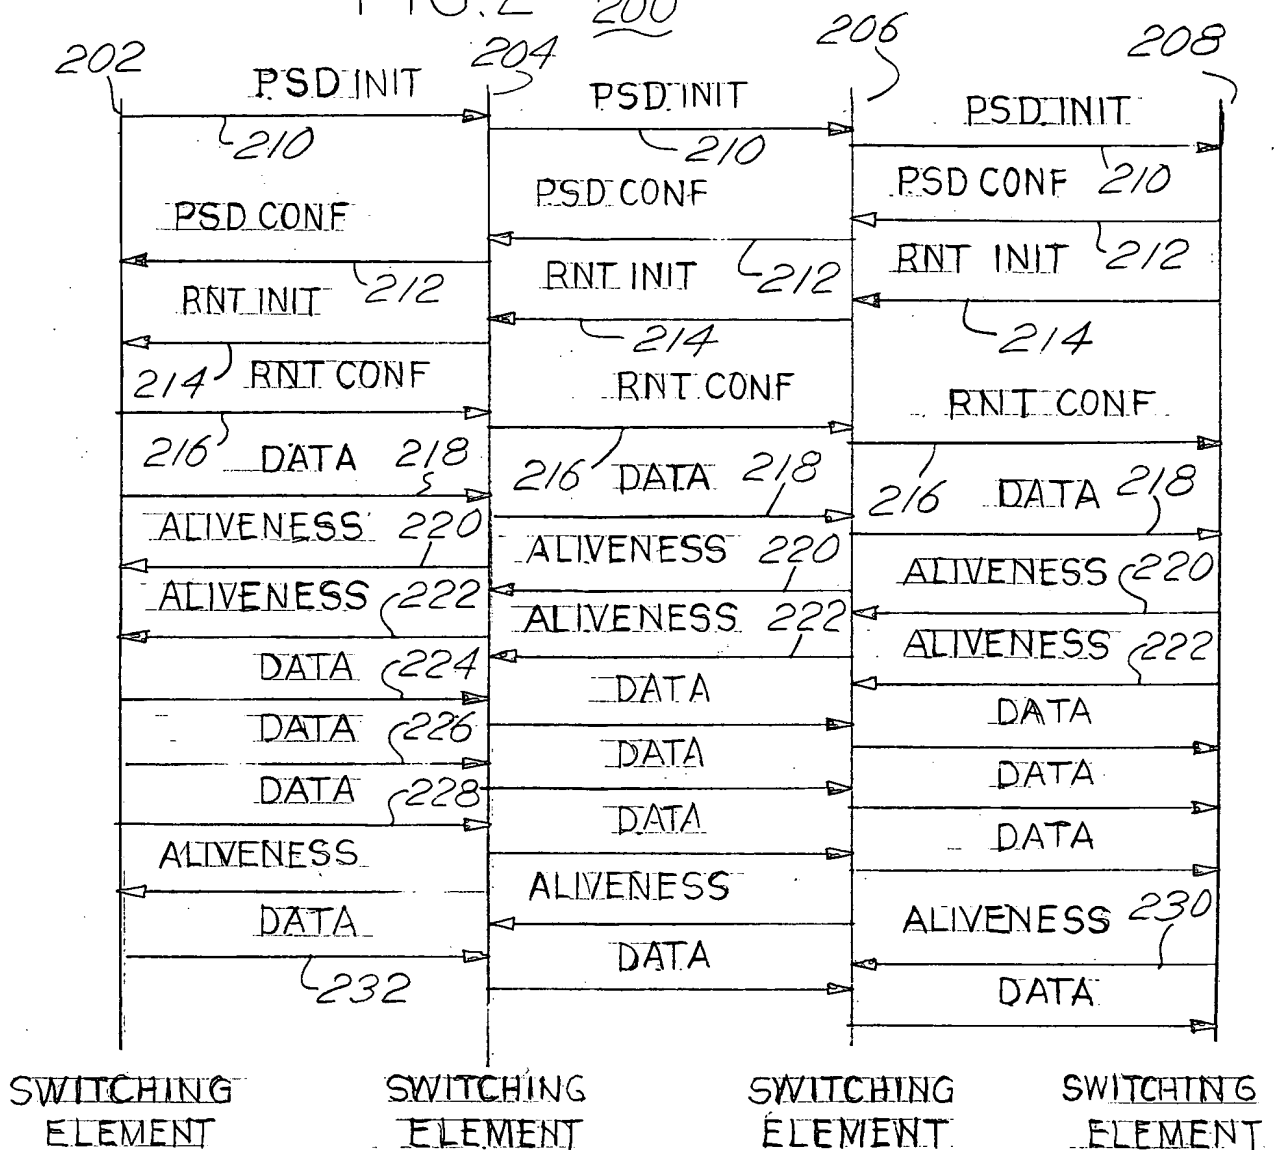 FIG. 2 200
202 204 206 208
PSD INIT PSD INIT PSD INIT
210 210 210
PSD CONF PSD CONF PSD CONF
212 212 212
RNT INIT RNT INIT RNT INIT
214 214 214
RNT CONF RNT CONF RNT CONF
216 216 216
DATA 218 DATA 218 DATA 218
ALIVENESS 220 ALIVENESS 220 ALIVENESS 220
ALIVENESS 222 ALIVENESS 222 ALIVENESS 222
DATA 224 DATA DATA
DATA 226 DATA DATA
DATA 228 DATA DATA
ALIVENESS ALIVENESS ALIVENESS 230
DATA DATA DATA
232
SWITCHING SWITCHING SWITCHING SWITCHING
ELEMENT ELEMENT ELEMENT ELEMENT